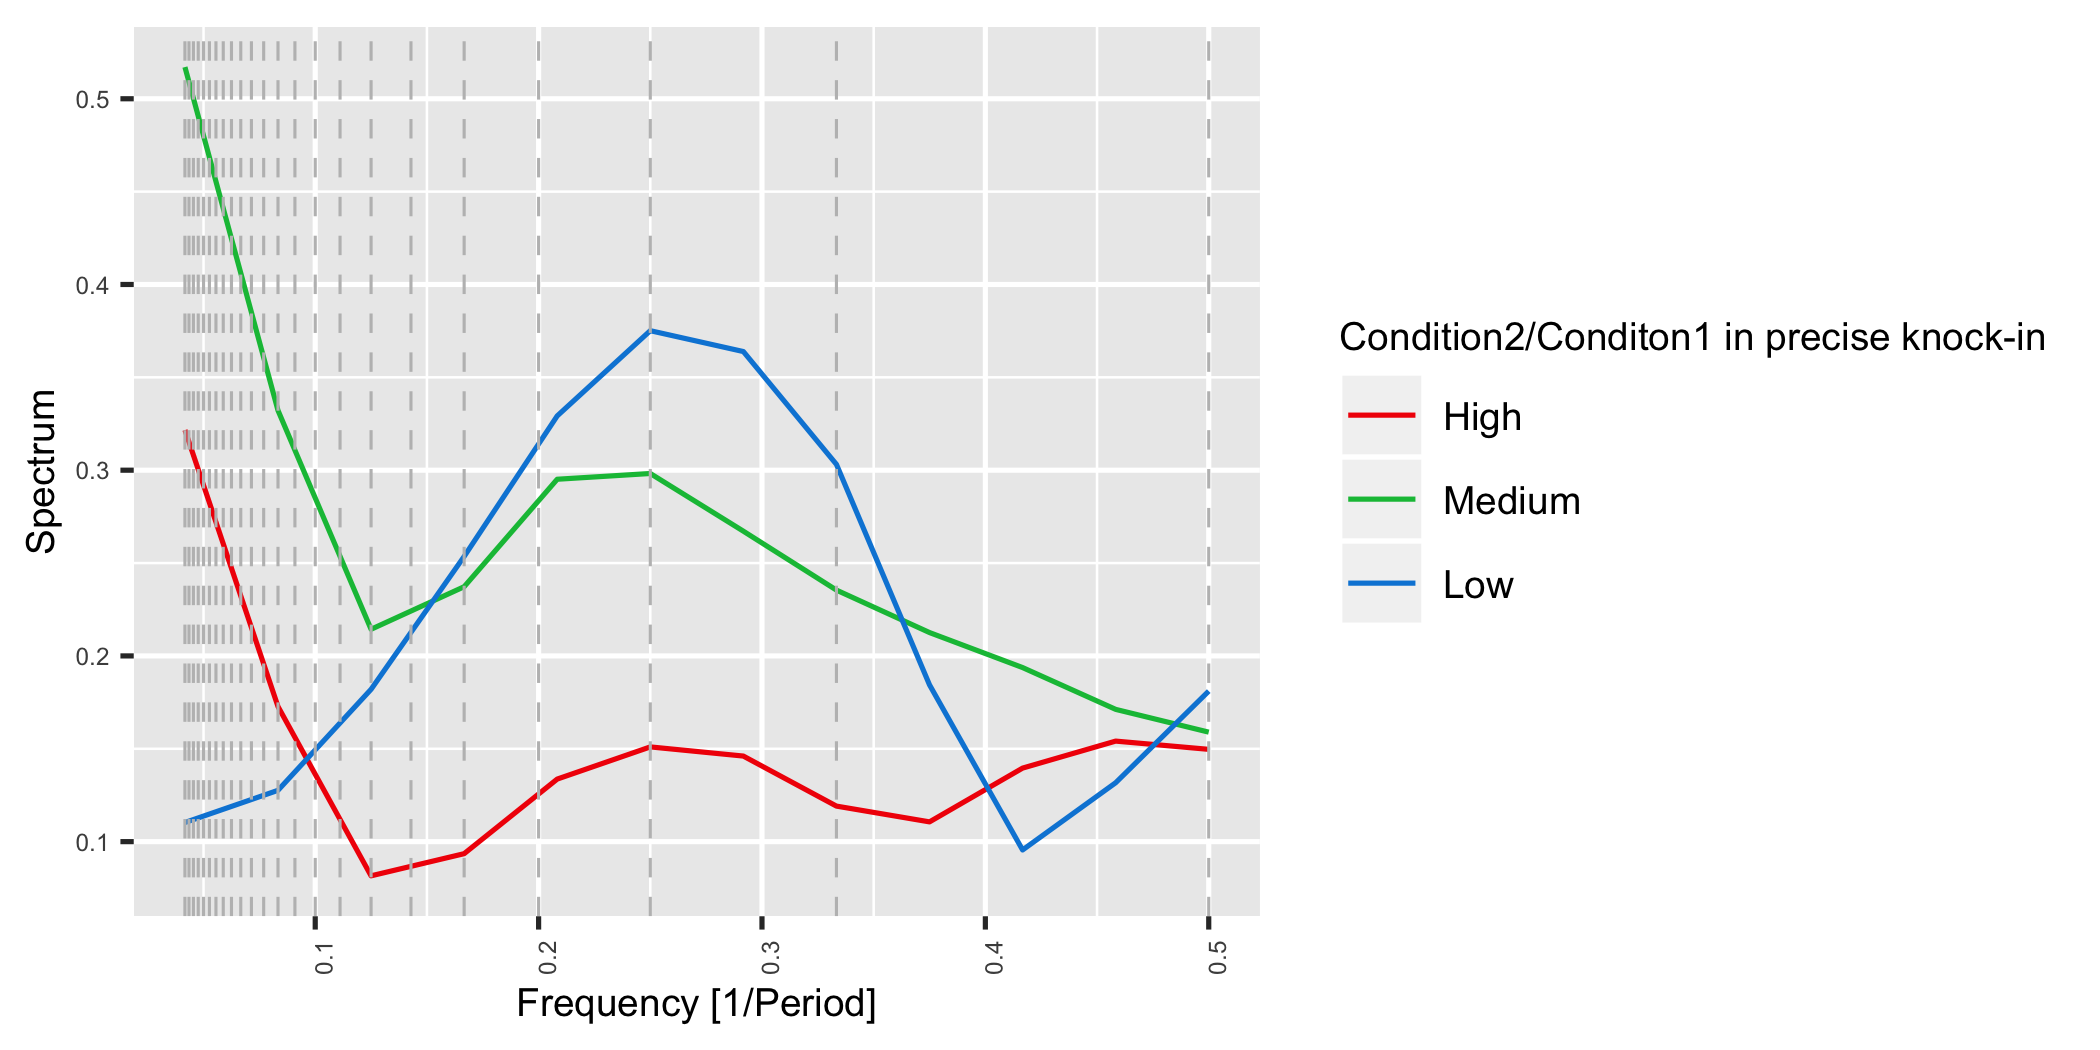 0.5
0.4
0.3
0.2
0.1
Spectrum
0.1
0.2
0.3
0.4
0.5
Frequency [1/Period]
Condition2/Conditon1 in precise knock-in
High
Medium
Low